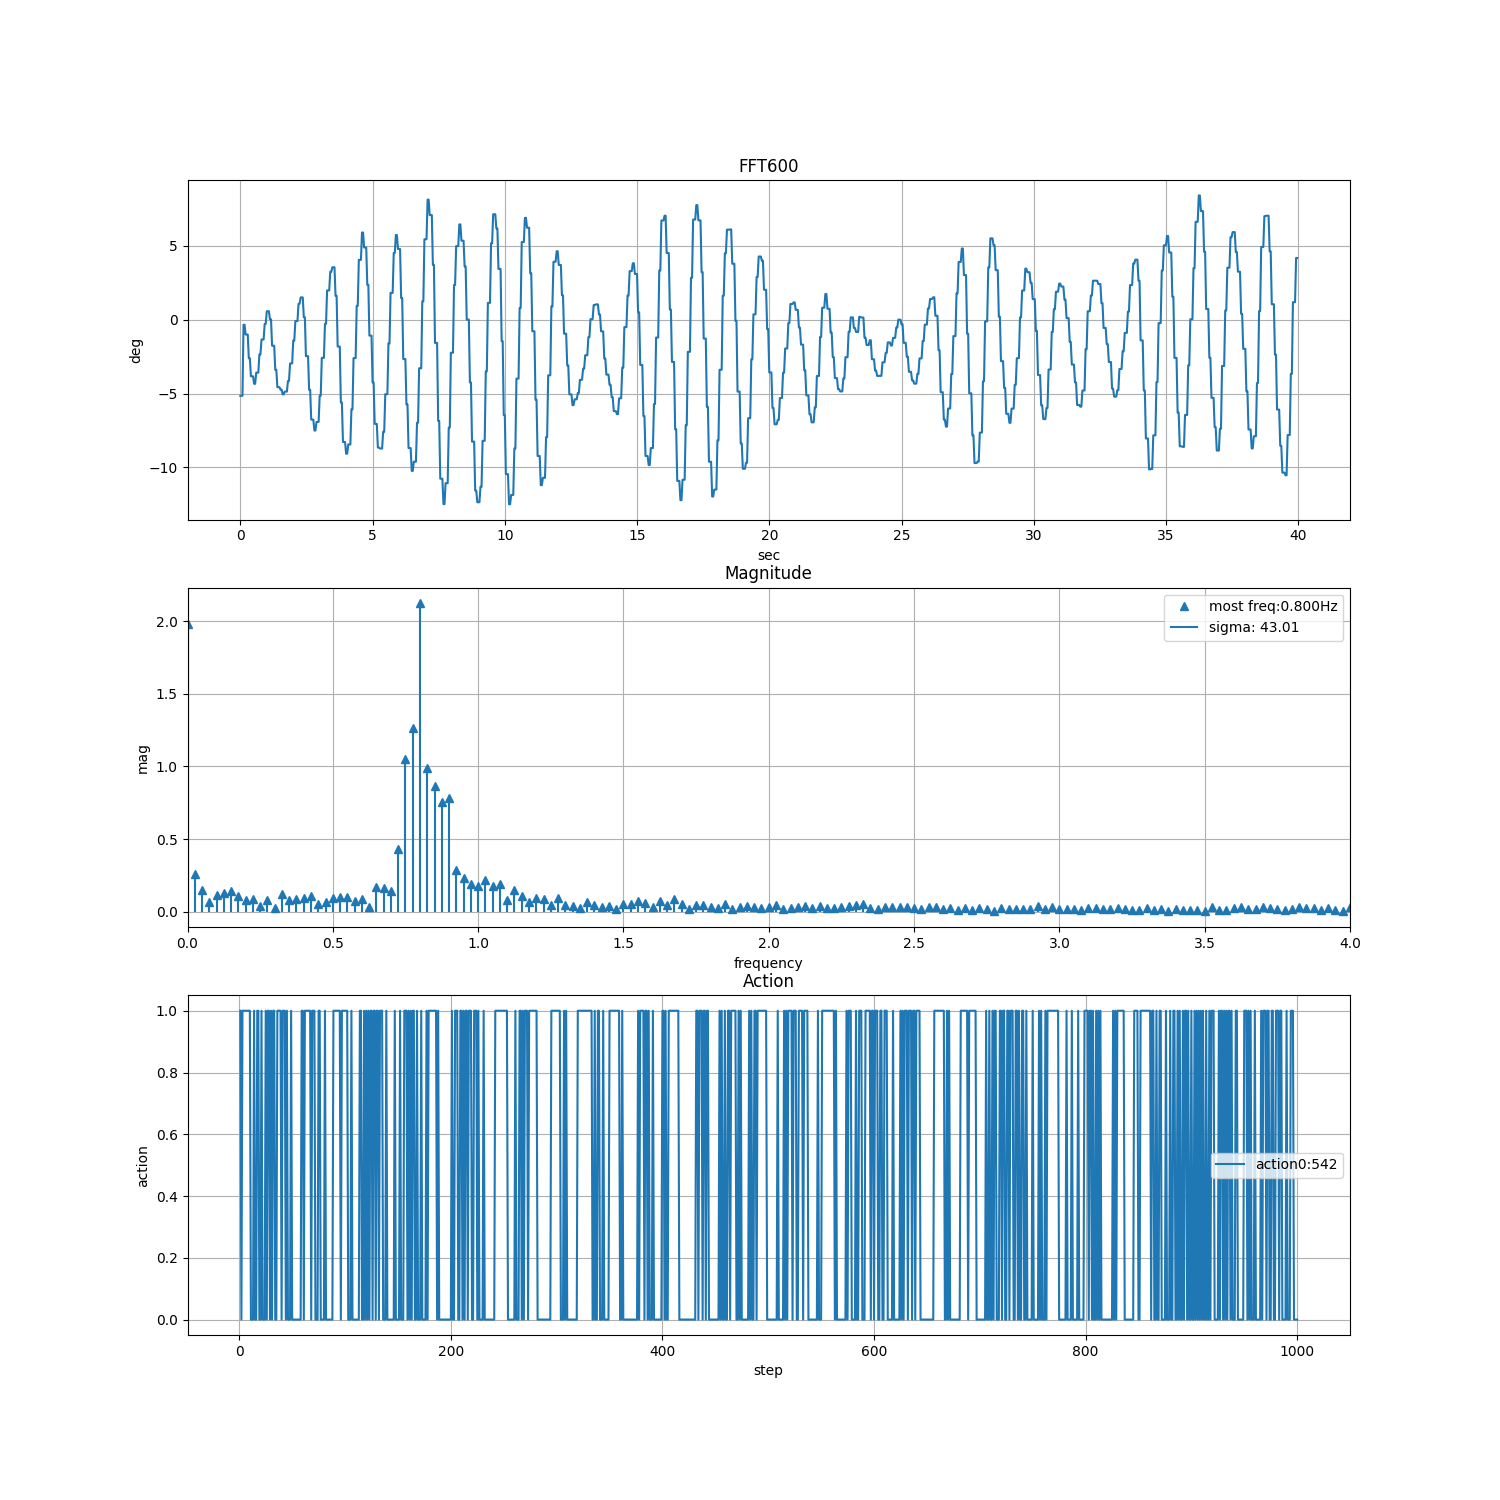 FFT600
deg
5
0
−5
−10
0 5 10 15 20 25 30 35 40
sec
Magnitude
mag
2.0
1.5
1.0
0.5
0.0
most freq:0.800Hz
sigma: 43.01
0.0 0.5 1.0 1.5 2.0 2.5 3.0 3.5 4.0
frequency
Action
action
1.0
0.8
0.6
0.4
0.2
0.0
action0:542
0 200 400 600 800 1000
step